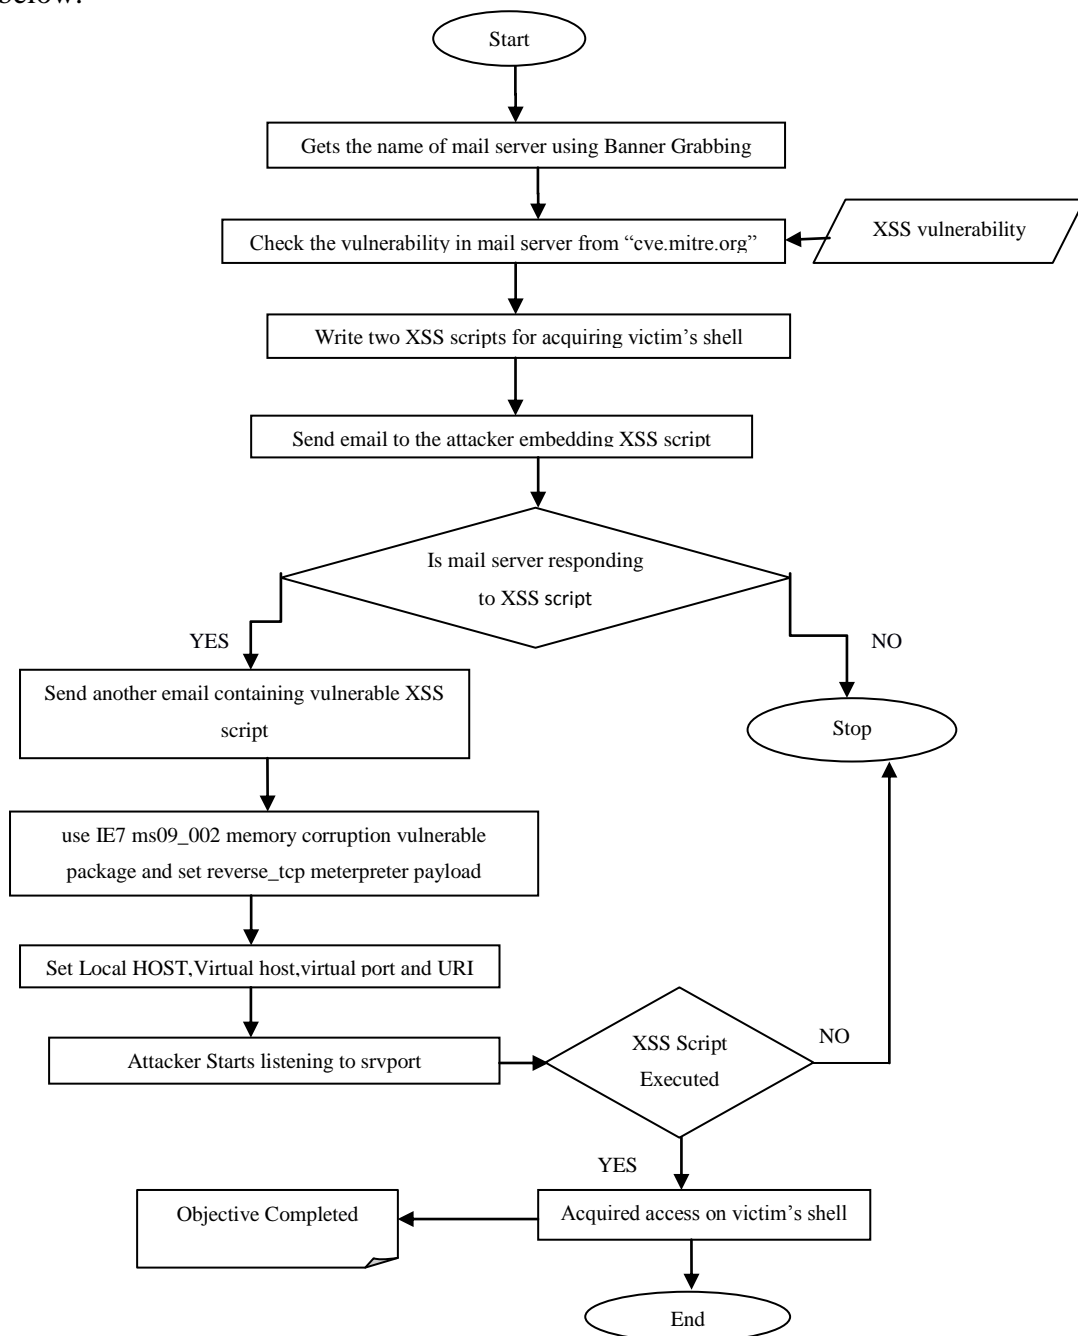 below.
Start
Gets the name of mail server using Banner Grabbing
Check the vulnerability in mail server from “cve.mitre.org”
XSS vulnerability
Write two XSS scripts for acquiring victim’s shell
Send email to the attacker embedding XSS script
Is mail server responding
to XSS script
YES
NO
Send another email containing vulnerable XSS
script
Stop
use IE7 ms09_002 memory corruption vulnerable
package and set reverse_tcp meterpreter payload
Set Local HOST,Virtual host,virtual port and URI
Attacker Starts listening to srvport
XSS Script
Executed
NO
YES
Objective Completed
Acquired access on victim’s shell
End